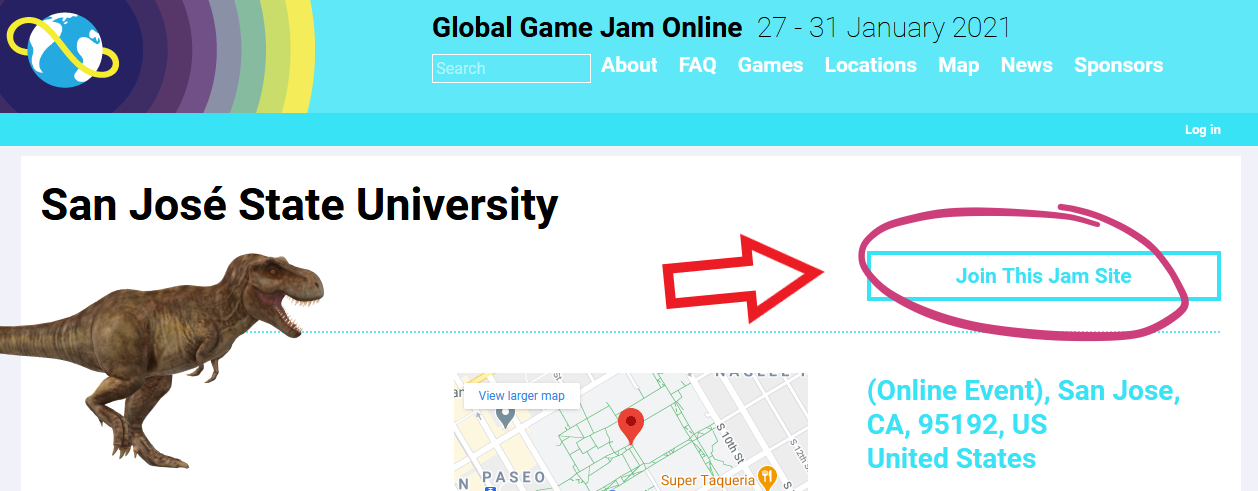 Global Game Jam Online 27 - 31 January 2021
Search About FAQ Games Locations Map News Sponsors
Log in
San José State University
Join This Jam Site
View larger map
S 10th St
S 12th St
PASEO
Super Taqueria
(Online Event), San Jose,
CA, 95192, US
United States